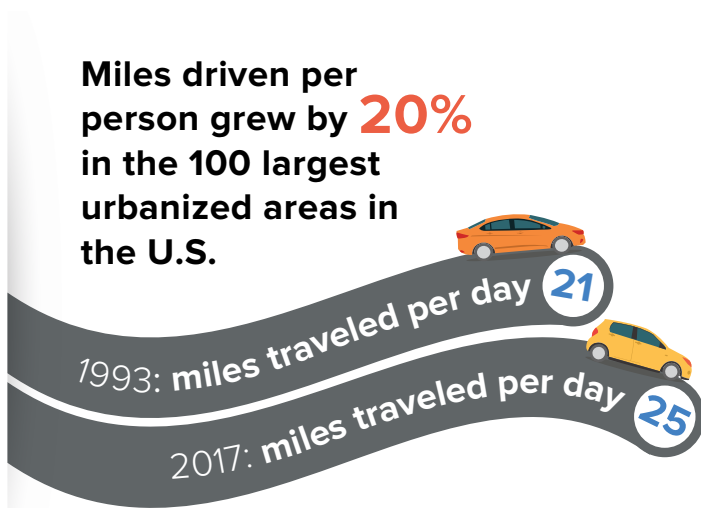 Miles driven per
person grew by 20%
in the 100 largest
urbanized areas in
the U.S.
1993: miles traveled per day 21
2017: miles traveled per day 25